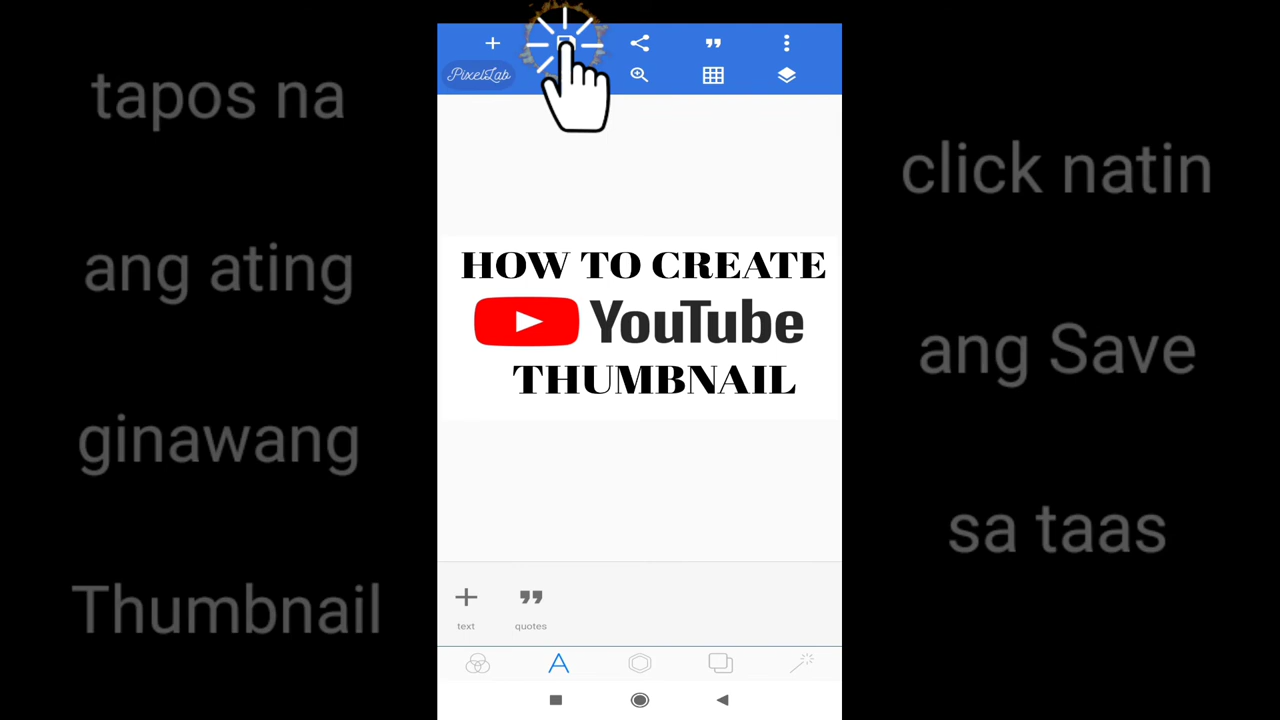 tapos na
ang ating
ginawang
Thumbnail
PixelLab
HOW TO CREATE
YouTube
THUMBNAIL
text
quotes
click natin
ang Save
sa taas